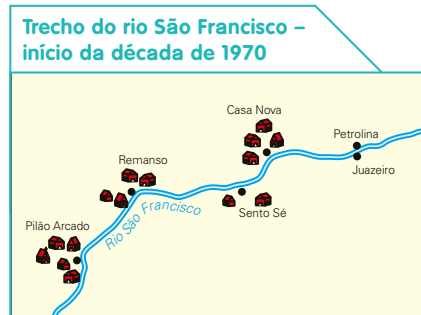 Trecho do rio São Francisco –
início da década de 1970
Casa Nova
Petrolina
Remanso
Juazeiro
Sento Sé
Rio São Francisco
Pilão Arcado